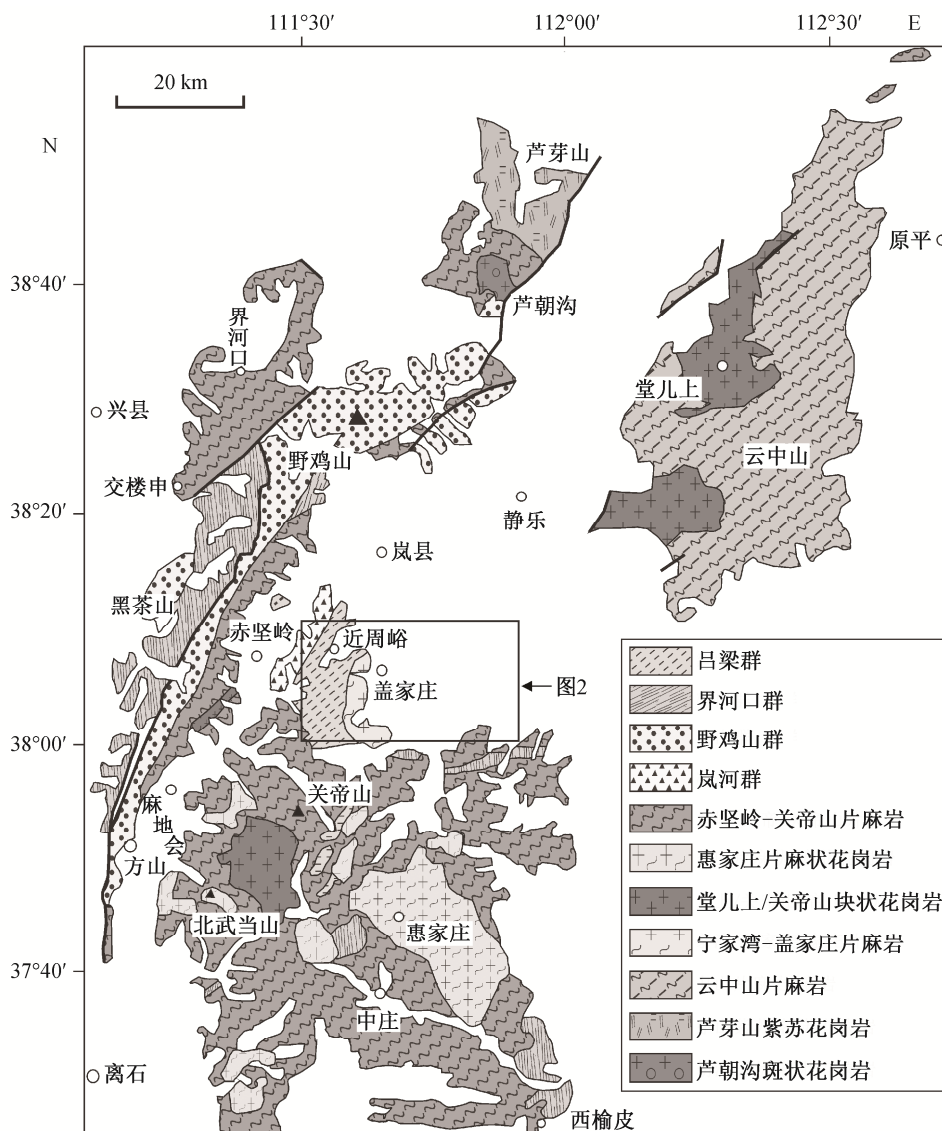 111°30′
112°00′
112°30′
E
20 km
N
芦芽山
原平
38°40′
芦朝沟
界河口
堂儿上
兴县
云中山
野鸡山
交楼申
静乐
38°20′
岚县
黑茶山
赤坚岭
近周峪
盖家庄
图2
38°00′
关帝山
麻地会
方山
北武当山
惠家庄
37°40′
中庄
离石
西榆皮
吕梁群
界河口群
野鸡山群
岚河群
赤坚岭–关帝山片麻岩
惠家庄片麻状花岗岩
堂儿上/关帝山块状花岗岩
宁家湾–盖家庄片麻岩
云中山片麻岩
芦芽山紫苏花岗岩
芦朝沟斑状花岗岩